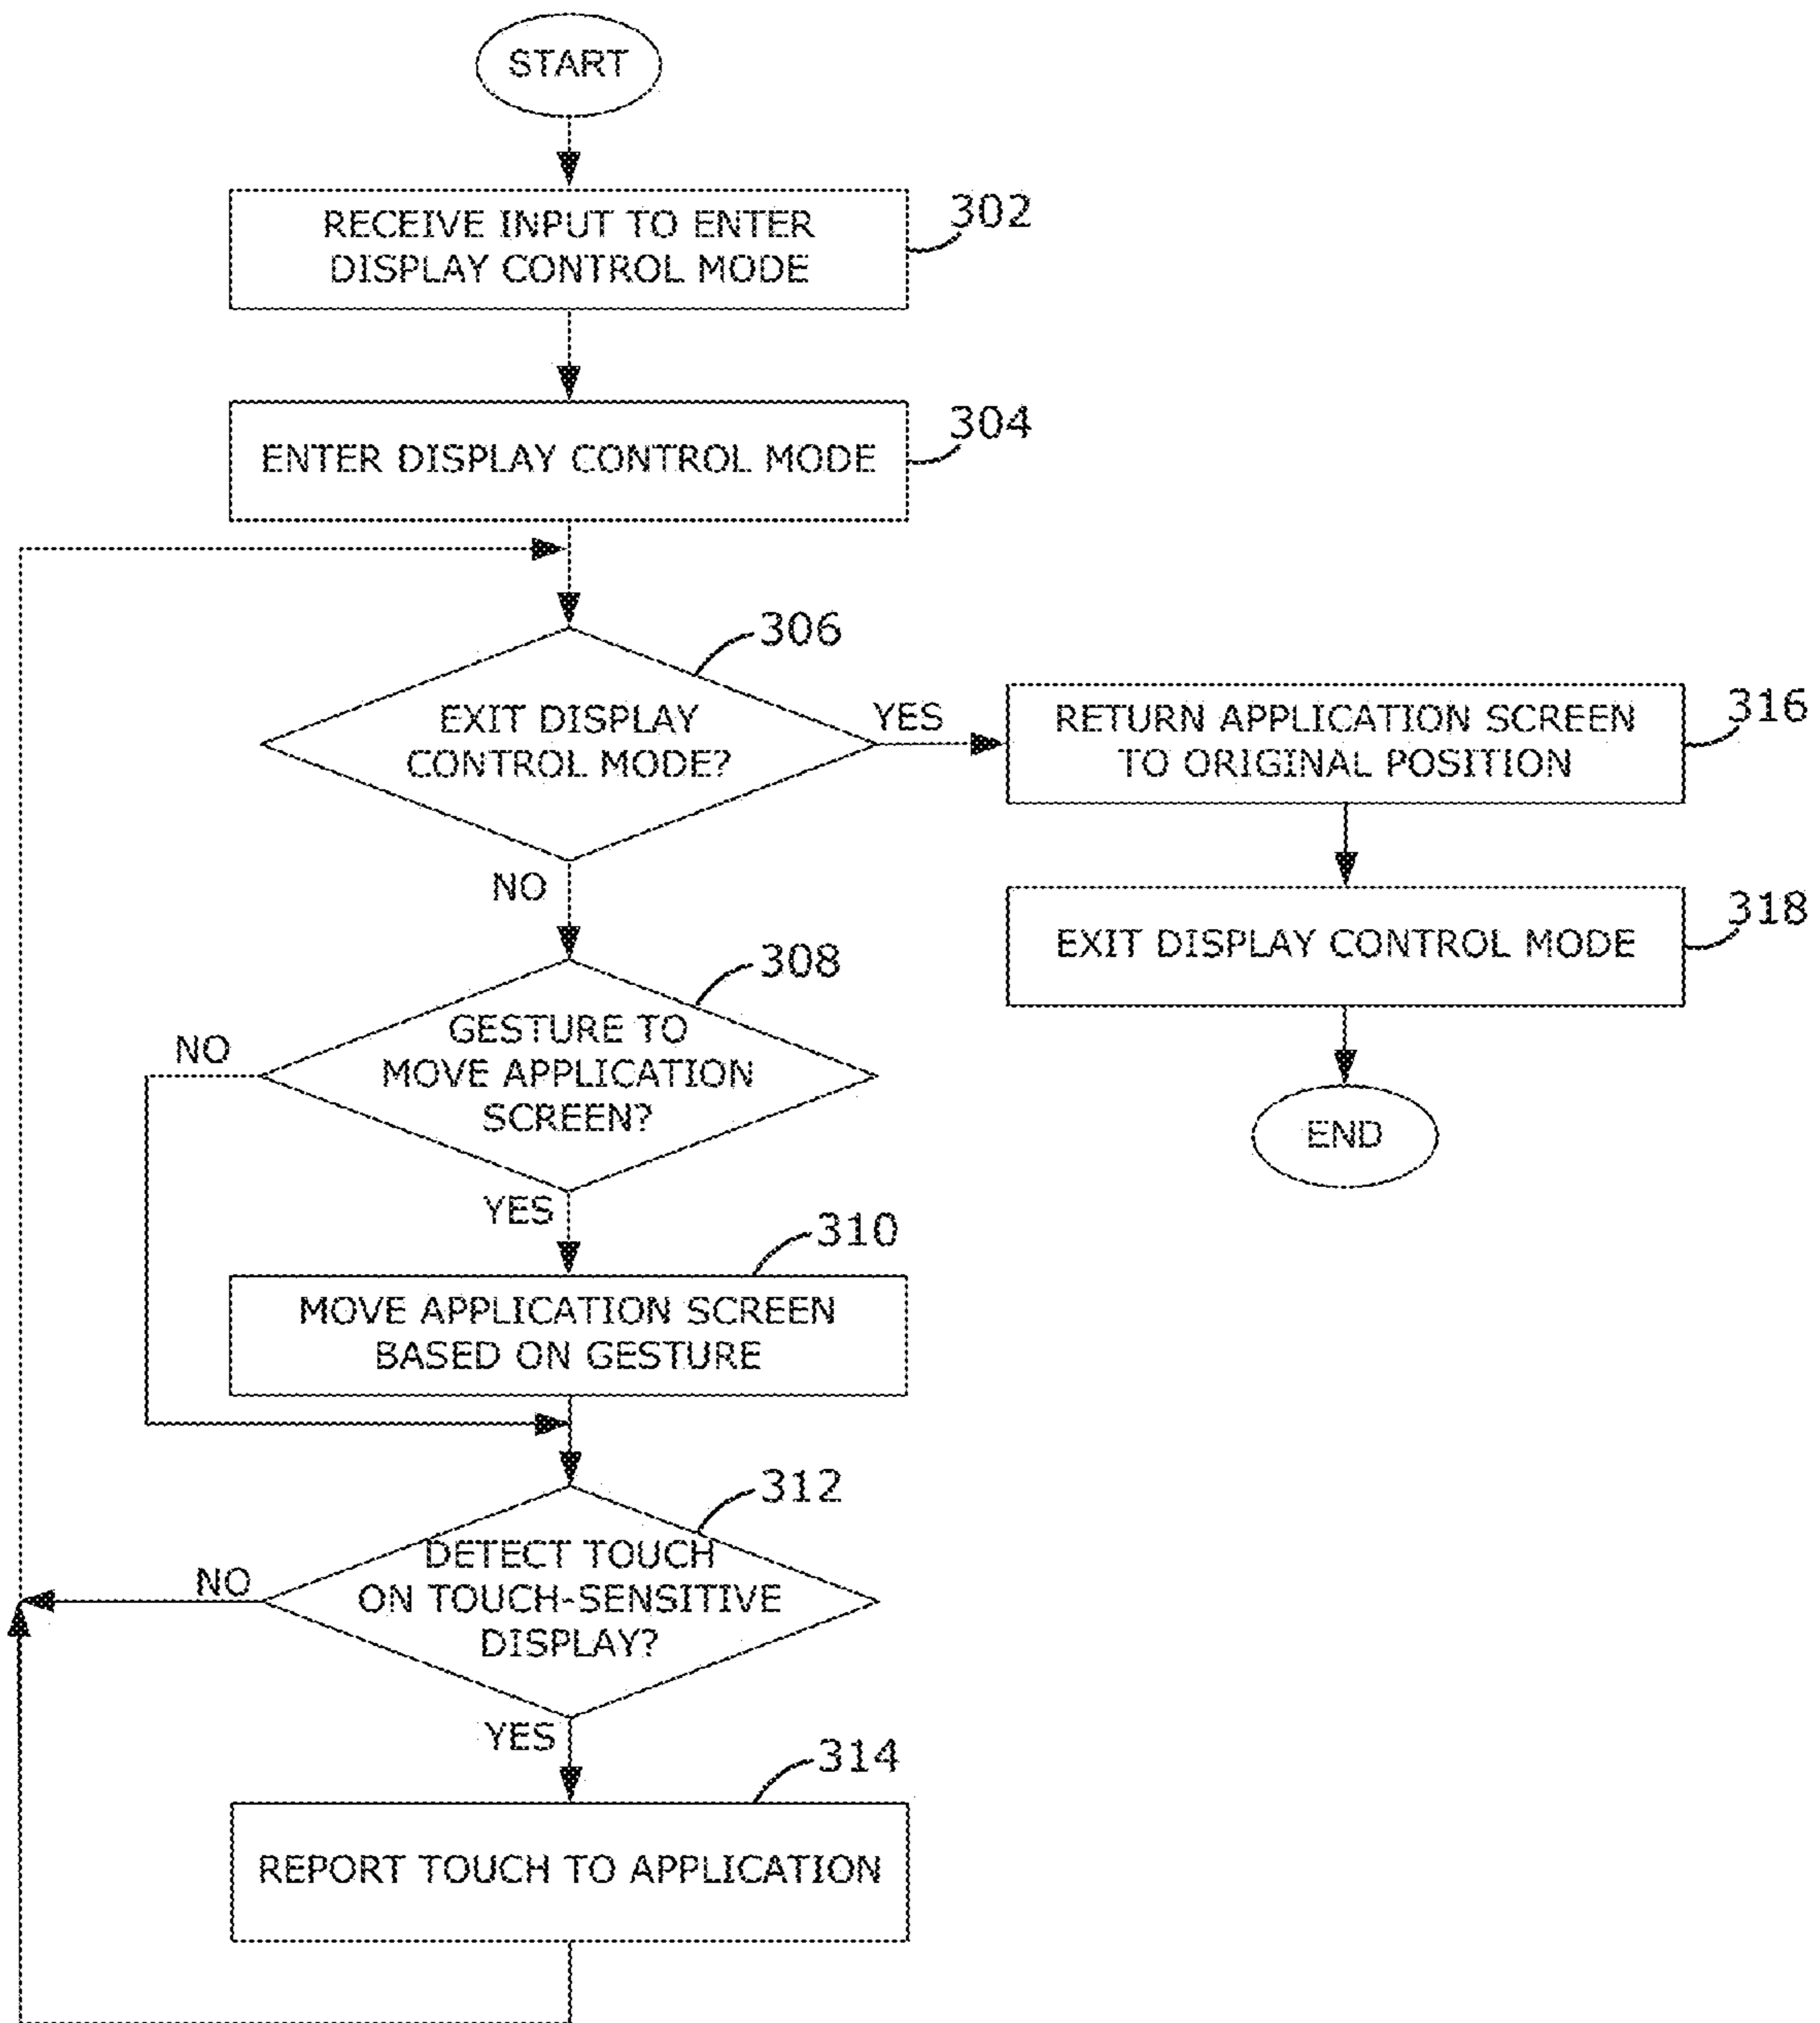 START
RECEIVE INPUT TO ENTER
DISPLAY CONTROL MODE
302
ENTER DISPLAY CONTROL MODE
304
306
EXIT DISPLAY
CONTROL MODE?
YES
RETURN APPLICATION SCREEN
TO ORIGINAL POSITION
316
NO
EXIT DISPLAY CONTROL MODE
318
308
GESTURE TO
MOVE APPLICATION
SCREEN?
NO
END
YES
310
MOVE APPLICATION SCREEN
BASED ON GESTURE
312
DETECT TOUCH
ON TOUCH-SENSITIVE
DISPLAY?
NO
YES
314
REPORT TOUCH TO APPLICATION